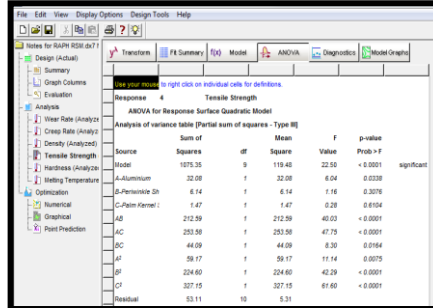 File Edit View Display Options Design Tools Help
Notes for RAPH RSM.dx7 f
Design (Actual)
Summary
Graph Columns
Evaluation
Analysis
Wear Rate (Analyze
Creep Rate (Analyz
Density (Analyzed)
Tensile Strength
Hardness (Analyze
Melting Temperature
Optimization
Numerical
Graphical
Point Prediction
Transform Fit Summary f(x) Model ANOVA Diagnostics Model Graphs
Use your mouse to right click on individual cells for definitions.
Response 4 Tensile Strength
ANOVA for Response Surface Quadratic Model
Analysis of variance table [Partial sum of squares - Type III]
Sum of Mean F p-value
Source Squares df Square Value Prob > F
Model 1075.35 9 119.48 22.50 < 0.0001 significant
A-Aluminium 32.08 1 32.08 6.04 0.0338
B-Periwinkle Sh 6.14 1 6.14 1.16 0.3076
C-Palm Kernel 1.47 1 1.47 0.28 0.6104
AB 212.59 1 212.59 40.03 < 0.0001
AC 253.58 1 253.58 47.75 < 0.0001
BC 44.09 1 44.09 8.30 0.0164
A² 59.17 1 59.17 11.14 0.0075
B² 224.60 1 224.60 42.29 < 0.0001
C² 327.15 1 327.15 61.60 < 0.0001
Residual 53.11 10 5.31